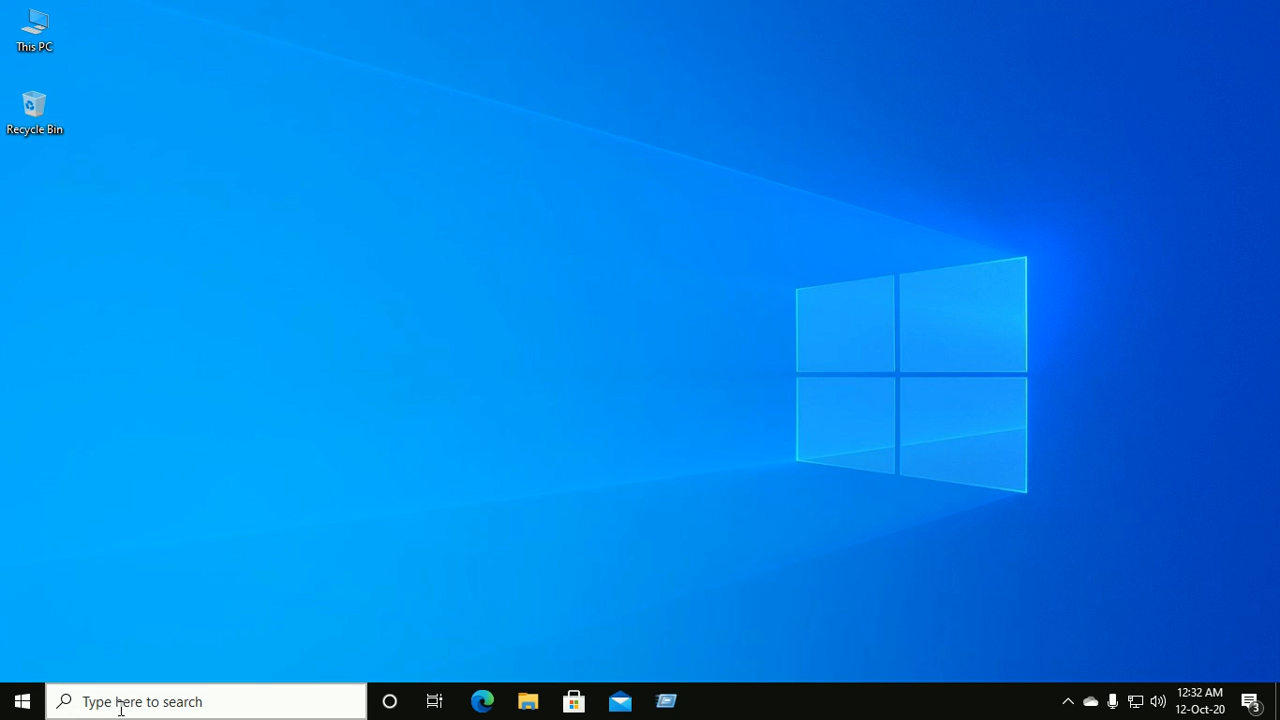 This PC
Recycle Bin
Type here to search
12:32 AM
12-Oct-20
3